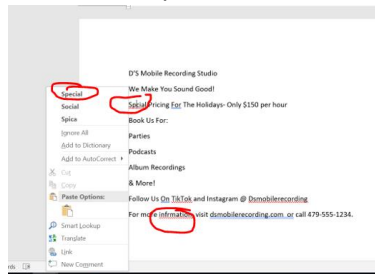 D'S Mobile Recording Studio
We Make You Sound Good!
Special
Spcial Pricing For The Holidays- Only $150 per hour
Social
Spica
Book Us For:
Ignore All
Parties
Add to Dictionary
Podcasts
Add to AutoCorrect
Album Recordings
Cut
Copy
& More!
Paste Options:
Follow Us On TikTok and Instagram @ Dsmobilerecording
For more infrmation, visit dsmobilerecording.com or call 479-555-1234.
Smart Lookup
Translate
Link
New Comment